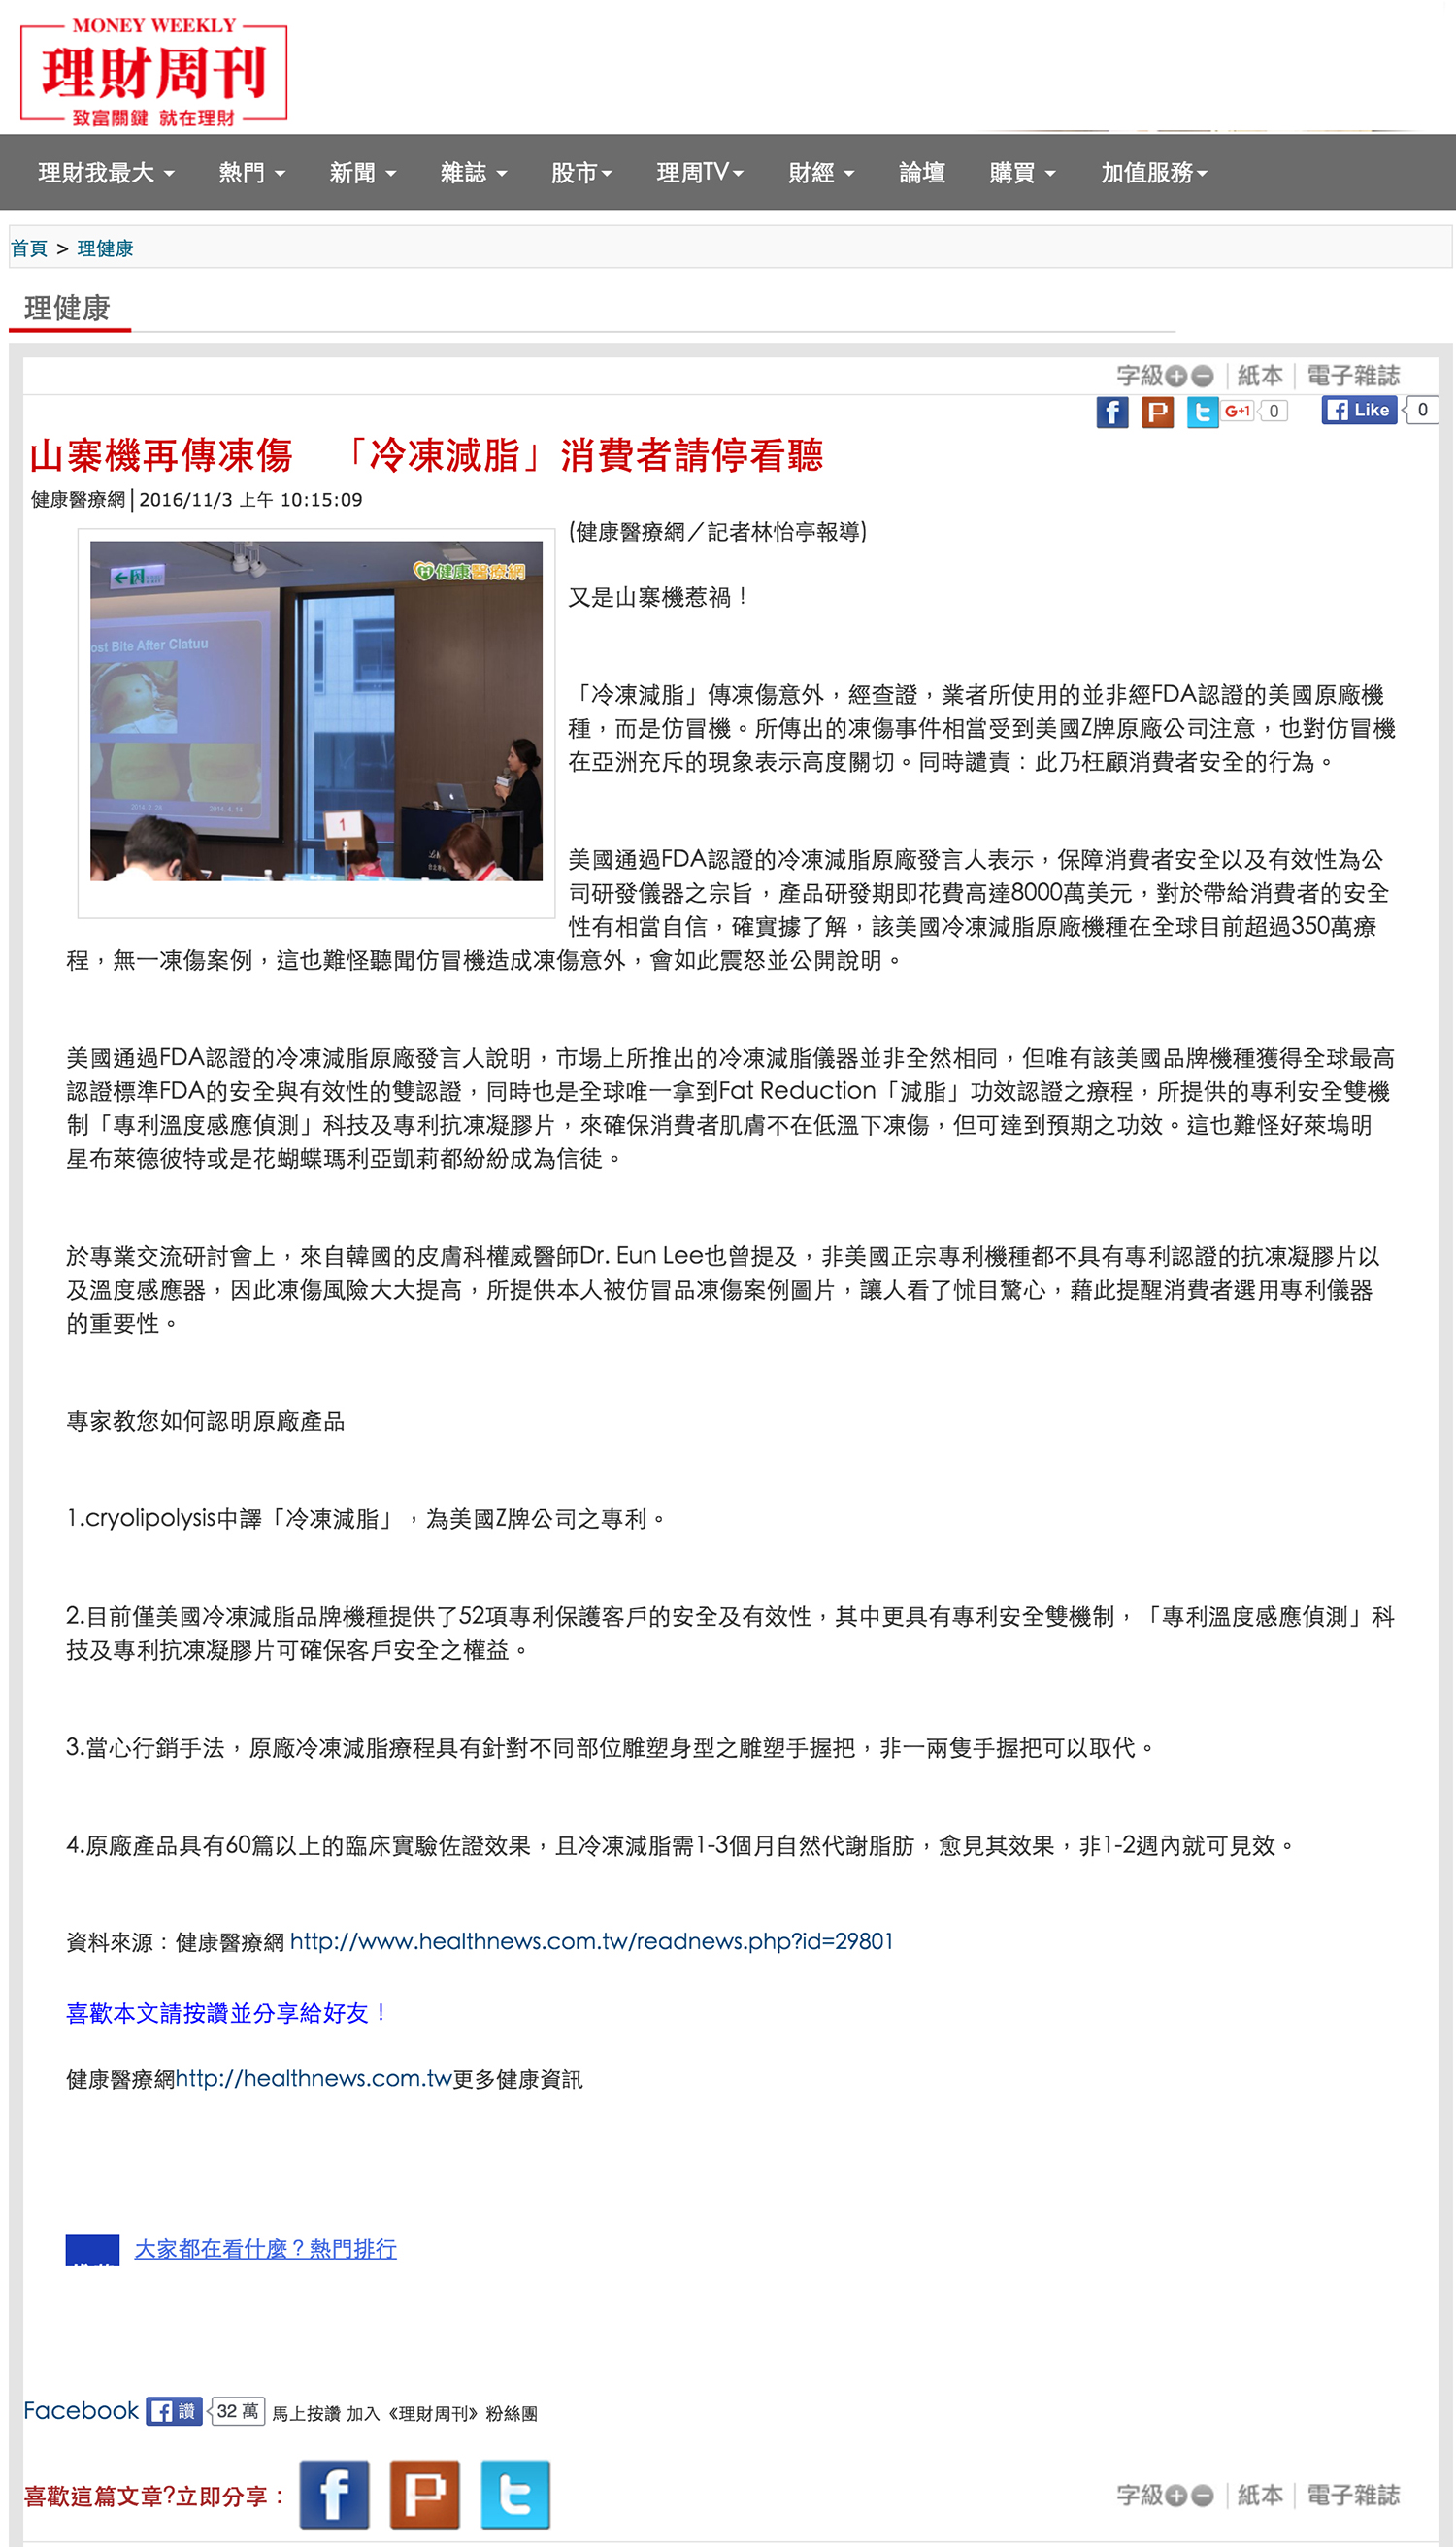 MONEY WEEKLY
理財周刊
致富關鍵 就在理財
理財我最大 熱門 新聞 雜誌 股市 理周TV 財經 論壇 購買 加值服務
首頁 > 理健康
理健康
字級 紙本 電子雜誌
G+1 0 Like 0
山寨機再傳凍傷 「冷凍減脂」消費者請停看聽
健康醫療網|2016/11/3 上午 10:15:09
健康醫療網
ost Bite After Clatuu
2014. 2. 28 2014. 4. 14
1
(健康醫療網／記者林怡亭報導)
又是山寨機惹禍！
「冷凍減脂」傳凍傷意外，經查證，業者所使用的並非經FDA認證的美國原廠機
種，而是仿冒機。所傳出的凍傷事件相當受到美國Z牌原廠公司注意，也對仿冒機
在亞洲充斥的現象表示高度關切。同時譴責：此乃枉顧消費者安全的行為。
美國通過FDA認證的冷凍減脂原廠發言人表示，保障消費者安全以及有效性為公
司研發儀器之宗旨，產品研發期即花費高達8000萬美元，對於帶給消費者的安全
性有相當自信，確實據了解，該美國冷凍減脂原廠機種在全球目前超過350萬療
程，無一凍傷案例，這也難怪聽聞仿冒機造成凍傷意外，會如此震怒並公開說明。
美國通過FDA認證的冷凍減脂原廠發言人說明，市場上所推出的冷凍減脂儀器並非全然相同，但唯有該美國品牌機種獲得全球最高
認證標準FDA的安全與有效性的雙認證，同時也是全球唯一拿到Fat Reduction「減脂」功效認證之療程，所提供的專利安全雙機
制「專利溫度感應偵測」科技及專利抗凍凝膠片，來確保消費者肌膚不在低溫下凍傷，但可達到預期之功效。這也難怪好萊塢明
星布萊德彼特或是花蝴蝶瑪利亞凱莉都紛紛成為信徒。
於專業交流研討會上，來自韓國的皮膚科權威醫師Dr. Eun Lee也曾提及，非美國正宗專利機種都不具有專利認證的抗凍凝膠片以
及溫度感應器，因此凍傷風險大大提高，所提供本人被仿冒品凍傷案例圖片，讓人看了怵目驚心，藉此提醒消費者選用專利儀器
的重要性。
專家教您如何認明原廠產品
1.cryolipolysis中譯「冷凍減脂」，為美國Z牌公司之專利。
2.目前僅美國冷凍減脂品牌機種提供了52項專利保護客戶的安全及有效性，其中更具有專利安全雙機制，「專利溫度感應偵測」科
技及專利抗凍凝膠片可確保客戶安全之權益。
3.當心行銷手法，原廠冷凍減脂療程具有針對不同部位雕塑身型之雕塑手握把，非一兩隻手握把可以取代。
4.原廠產品具有60篇以上的臨床實驗佐證效果，且冷凍減脂需1-3個月自然代謝脂肪，愈見其效果，非1-2週內就可見效。
資料來源：健康醫療網 http://www.healthnews.com.tw/readnews.php?id=29801
喜歡本文請按讚並分享給好友！
健康醫療網http://healthnews.com.tw更多健康資訊
大家都在看什麼？熱門排行
Facebook 讚 32 萬 馬上按讚 加入《理財周刊》粉絲團
喜歡這篇文章?立即分享：
字級 紙本 電子雜誌